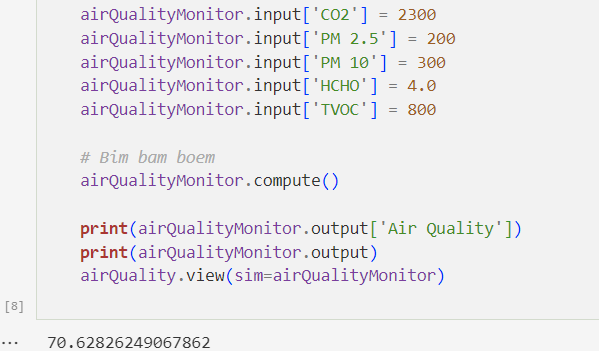 airQualityMonitor.input['CO2'] = 2300
airQualityMonitor.input['PM 2.5'] = 200
airQualityMonitor.input['PM 10'] = 300
airQualityMonitor.input['HCHO'] = 4.0
airQualityMonitor.input['TVOC'] = 800
# Bim bam boem
airQualityMonitor.compute()
print(airQualityMonitor.output['Air Quality'])
print(airQualityMonitor.output)
airQuality.view(sim=airQualityMonitor)
[8]
... 70.62826249067862